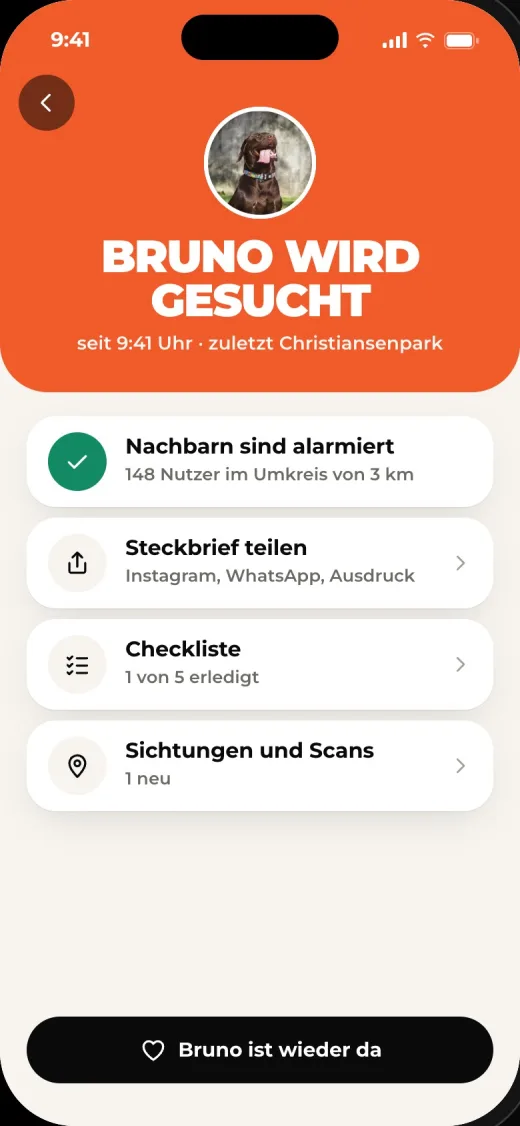 9:41
BRUNO WIRD
GESUCHT
seit 9:41 Uhr · zuletzt Christiansenpark
Nachbarn sind alarmiert
148 Nutzer im Umkreis von 3 km
Steckbrief teilen
Instagram, WhatsApp, Ausdruck
Checkliste
1 von 5 erledigt
Sichtungen und Scans
1 neu
Bruno ist wieder da